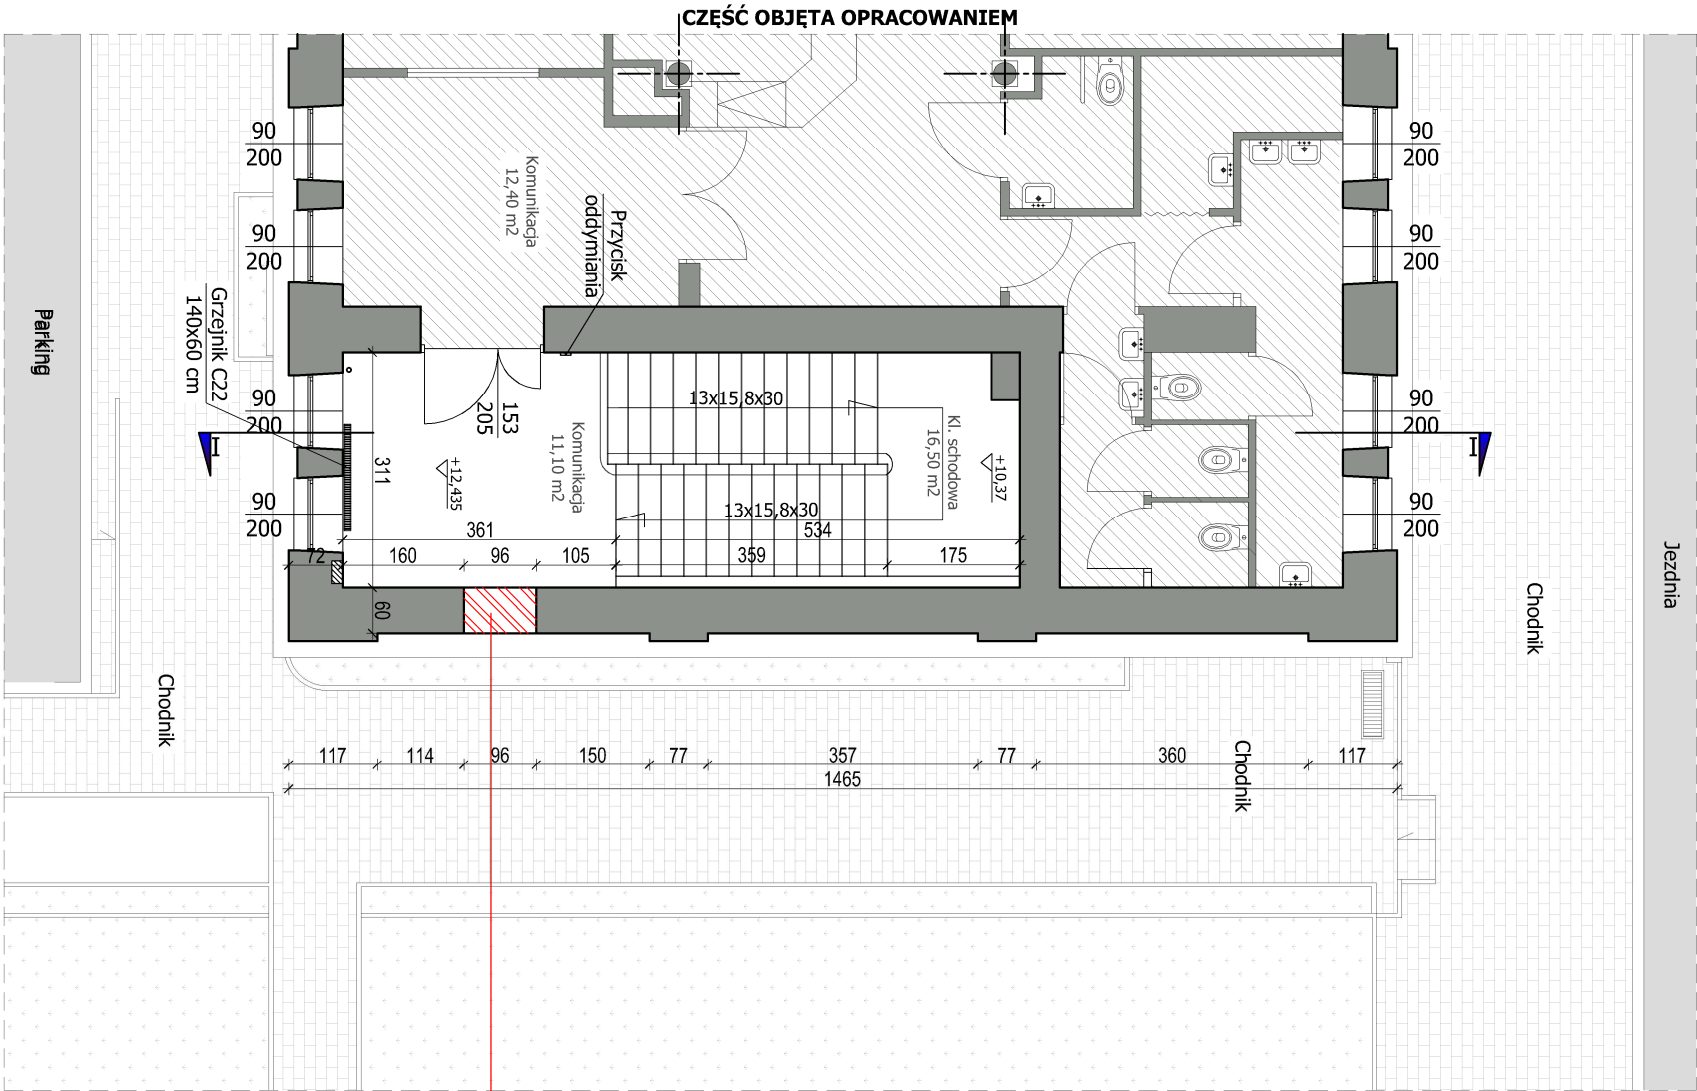 CZĘŚĆ OBJĘTA OPRACOWANIEM
90
200
90
200
90
200
90
200
90
200
90
200
90
200
90
200
Komunikacja
12,40 m2
Przycisk
oddymiania
Parking
Grzejnik C22
140x60 cm
I
I
153
205
13x15,8x30
Kl. schodowa
16,50 m2
Komunikacja
11,10 m2
+12,435
+10,37
311
13x15,8x30
361
534
72
160
96
105
359
175
60
Jezdnia
Chodnik
Chodnik
Chodnik
117
114
96
150
77
357
77
360
117
1465